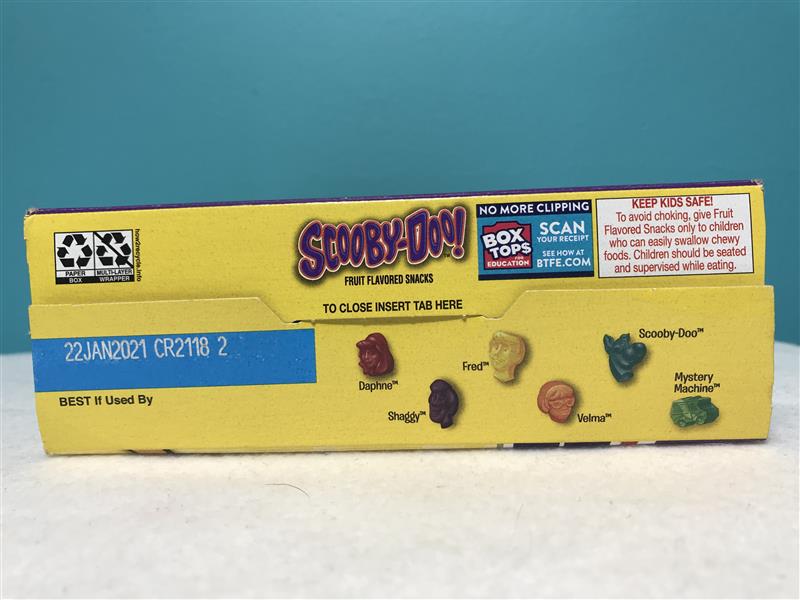 PAPER
BOX
MULTI-LAYER
WRAPPER
how2recycle.info
SCOOBY-DOO!
FRUIT FLAVORED SNACKS
TO CLOSE INSERT TAB HERE
NO MORE CLIPPING
BOX
TOPS
FOR
EDUCATION
SCAN
YOUR RECEIPT
SEE HOW AT
BTFE.COM
KEEP KIDS SAFE!
To avoid choking, give Fruit
Flavored Snacks only to children
who can easily swallow chewy
foods. Children should be seated
and supervised while eating.
22JAN2021 CR2118 2
BEST If Used By
Daphne™
Shaggy™
Fred™
Velma™
Scooby-Doo™
Mystery
Machine™